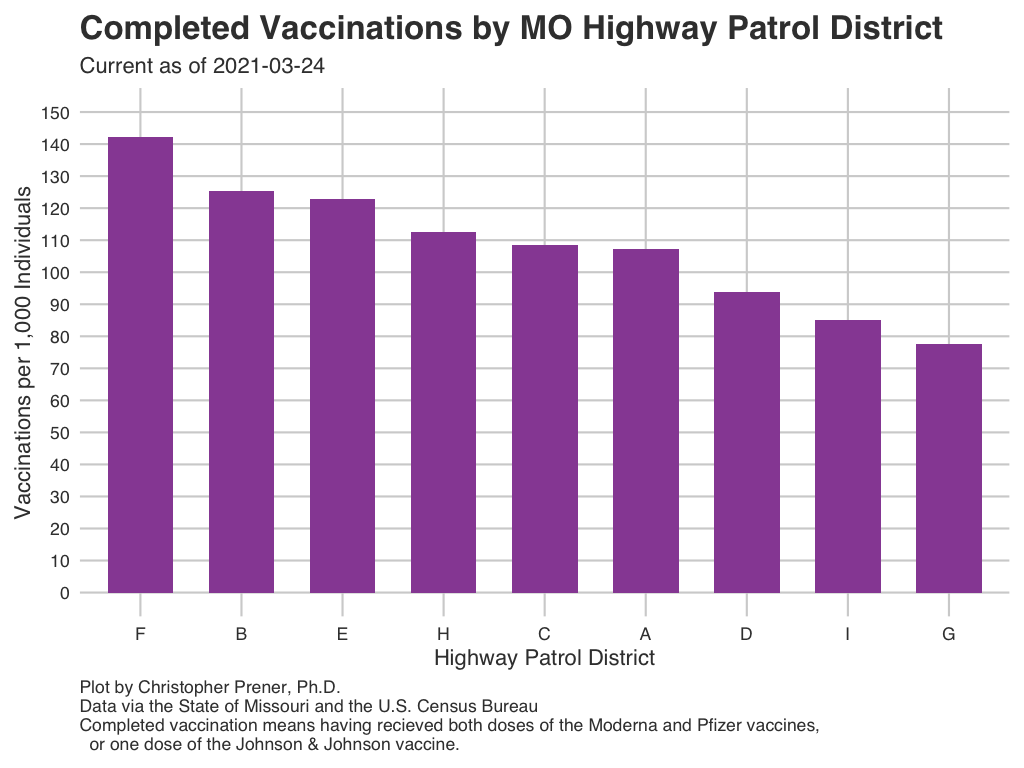 Completed Vaccinations by MO Highway Patrol District
Current as of 2021-03-24
Vaccinations per 1,000 Individuals
150
140
130
120
110
100
90
80
70
60
50
40
30
20
10
0
F B E H C A D I G
Highway Patrol District
Plot by Christopher Prener, Ph.D.
Data via the State of Missouri and the U.S. Census Bureau
Completed vaccination means having recieved both doses of the Moderna and Pfizer vaccines,
or one dose of the Johnson & Johnson vaccine.